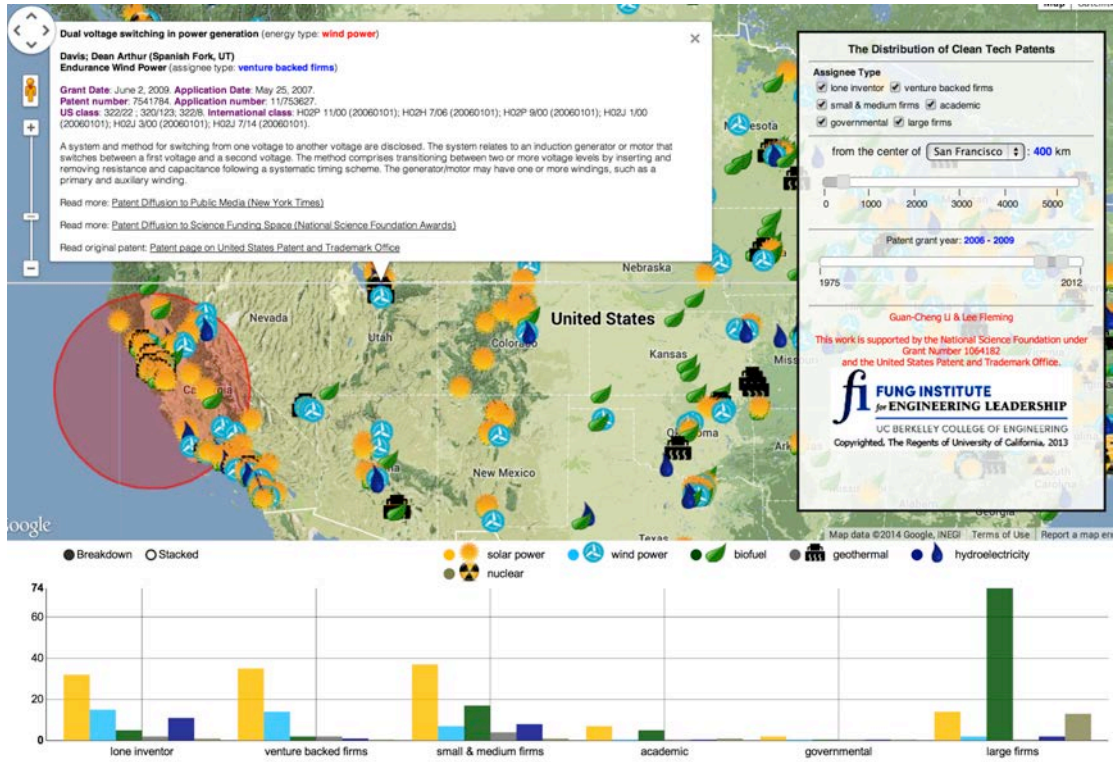 Dual voltage switching in power generation (energy type: wind power)
Davis; Dean Arthur (Spanish Fork, UT)
Endurance Wind Power (assignee type: venture backed firms)
Grant Date: June 2, 2009. Application Date: May 25, 2007.
Patent number: 7541784. Application number: 11/753627.
US class: 322/22 ; 320/123; 322/8. International class: H02P 11/00 (20060101); H02H 7/06 (20060101); H02P 9/00 (20060101); H02J 1/00
(20060101); H02J 3/00 (20060101); H02J 7/14 (20060101).
A system and method for switching from one voltage to another voltage are disclosed. The system relates to an induction generator or motor that
switches between a first voltage and a second voltage. The method comprises transitioning between two or more voltage levels by inserting and
removing resistance and capacitance following a systematic timing scheme. The generator/motor may have one or more windings, such as a
primary and auxiliary winding.
Read more: Patent Diffusion to Public Media (New York Times)
Read more: Patent Diffusion to Science Funding Space (National Science Foundation Awards)
Read original patent: Patent page on United States Patent and Trademark Office
The Distribution of Clean Tech Patents
Assignee Type
lone inventor venture backed firms
small & medium firms academic
governmental large firms
from the center of San Francisco : 400 km
0 1000 2000 3000 4000 5000
Patent grant year: 2006 - 2009
1975 2012
Guan-Cheng Li & Lee Fleming
This work is supported by the National Science Foundation under
Grant Number 1064182
and the United States Patent and Trademark Office.
fi FUNG INSTITUTE
for ENGINEERING LEADERSHIP
UC BERKELEY COLLEGE OF ENGINEERING
Copyrighted, The Regents of University of California, 2013
Nebraska
Nevada
United States
Utah
Colorado
Kansas
California
Oklahoma
New Mexico
South
Carolina
Georgia
Texas
Google
Map data ©2014 Google, INEGI Terms of Use Report a map
Breakdown Stacked
solar power wind power biofuel geothermal hydroelectricity
nuclear
74
60
40
20
0
lone inventor venture backed firms small & medium firms academic governmental large firms